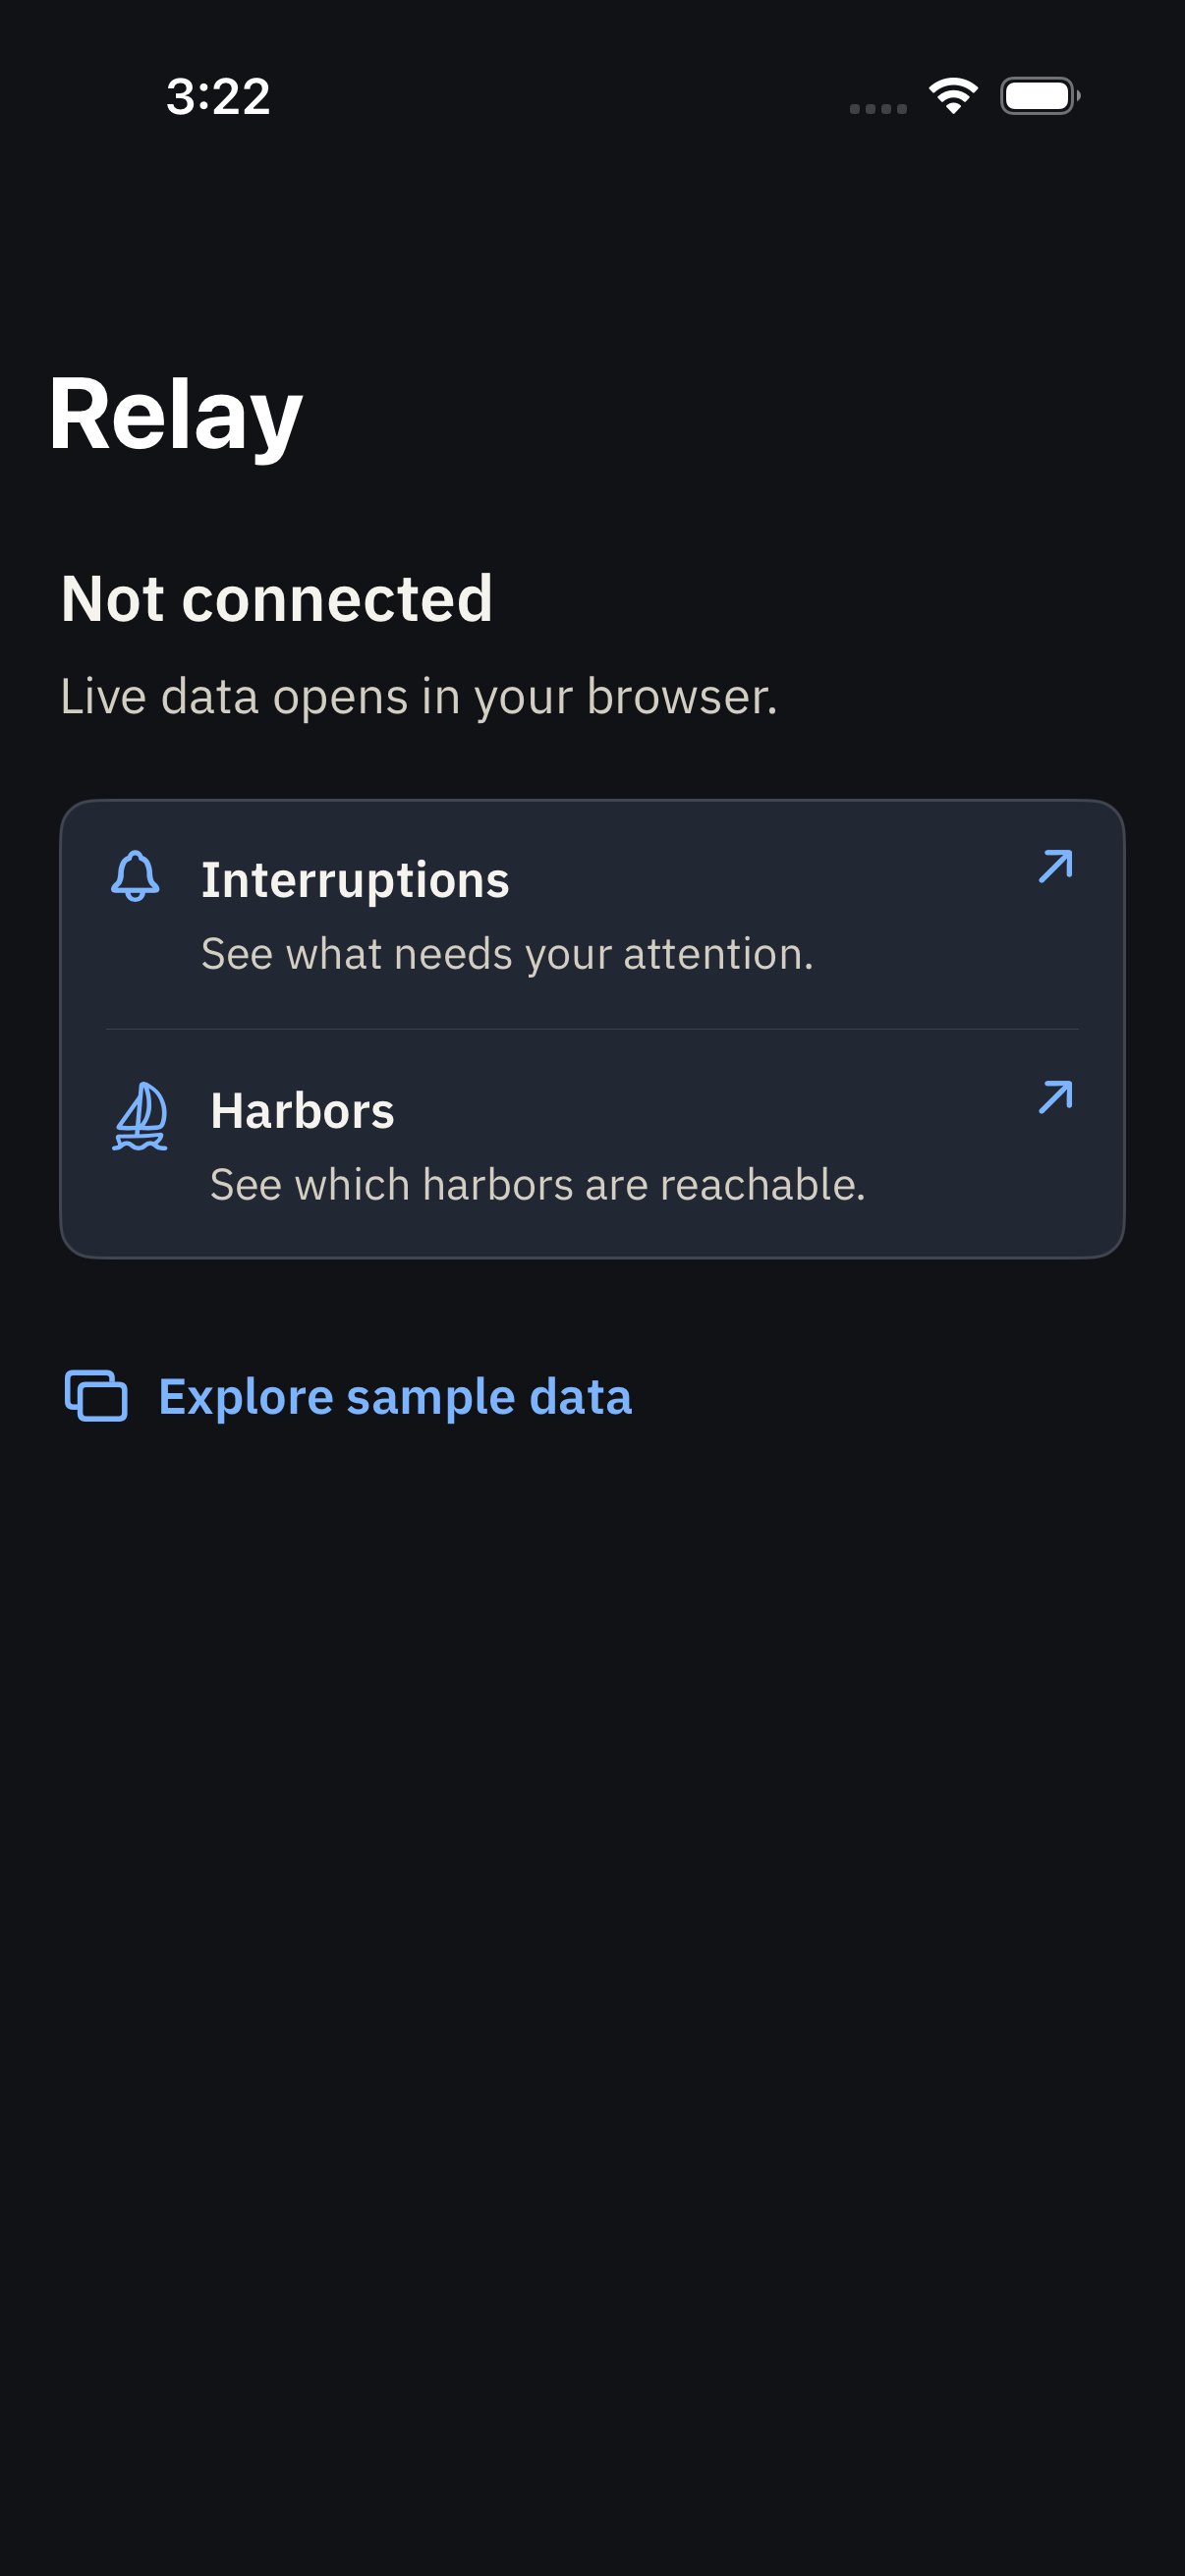 3:22
Relay
Not connected
Live data opens in your browser.
Interruptions
See what needs your attention.
Harbors
See which harbors are reachable.
Explore sample data